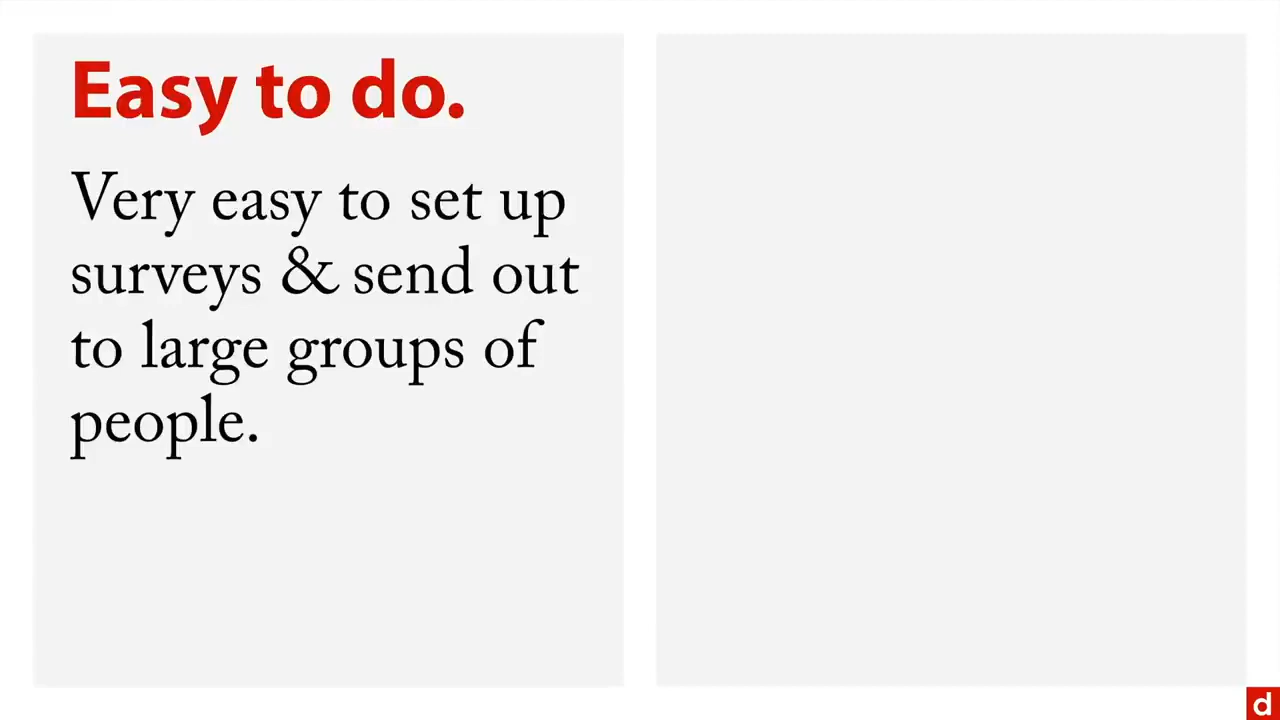 Easy to do.
Very easy to set up
surveys & send out
to large groups of
people.
d